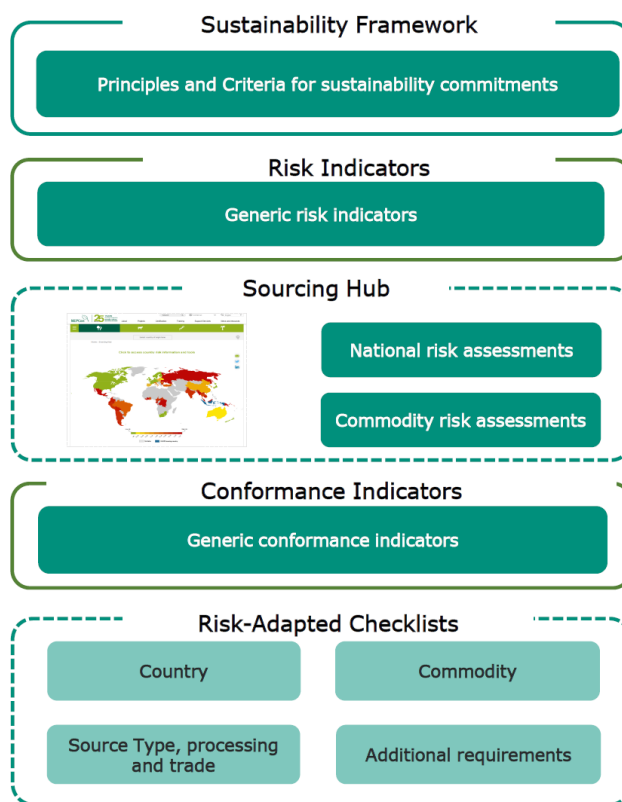 Sustainability Framework
Principles and Criteria for sustainability commitments
Risk Indicators
Generic risk indicators
Sourcing Hub
25
National risk assessments
Commodity risk assessments
Conformance Indicators
Generic conformance indicators
Risk-Adapted Checklists
Country
Commodity
Source Type, processing
and trade
Additional requirements